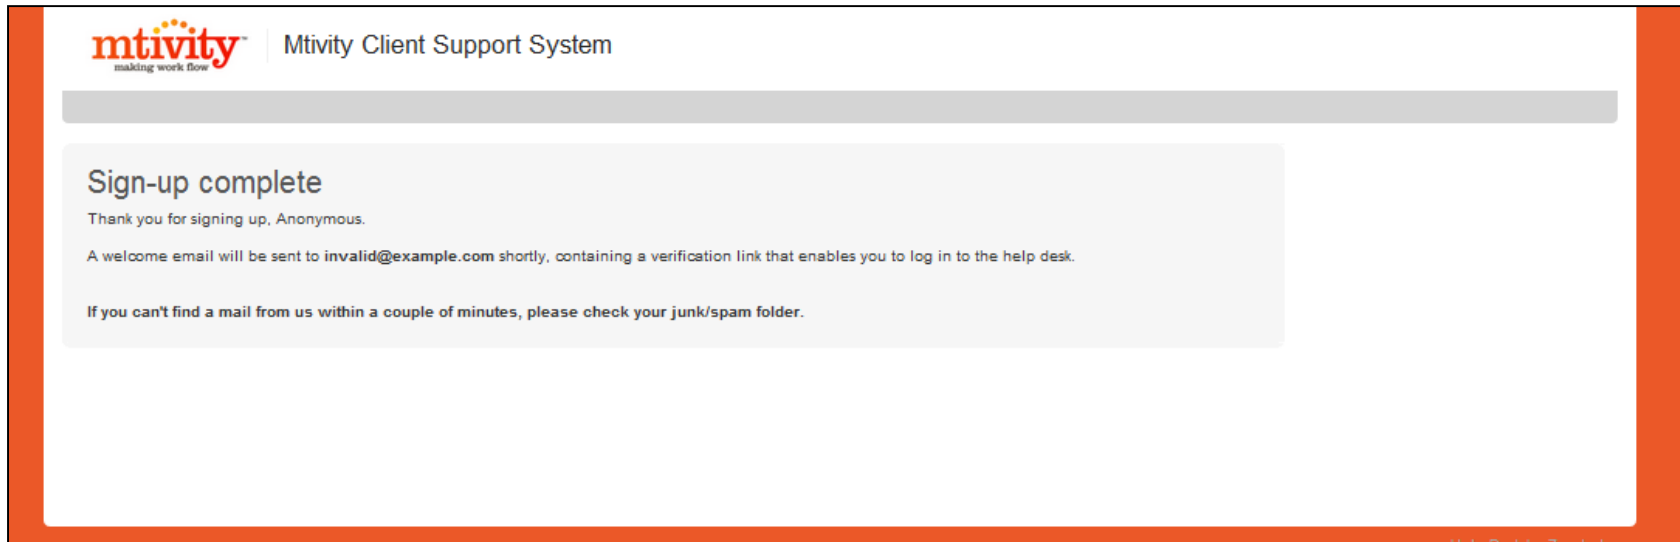 mtivity™
making work flow
Mtivity Client Support System
Sign-up complete
Thank you for signing up, Anonymous.
A welcome email will be sent to invalid@example.com shortly, containing a verification link that enables you to log in to the help desk.
If you can't find a mail from us within a couple of minutes, please check your junk/spam folder.